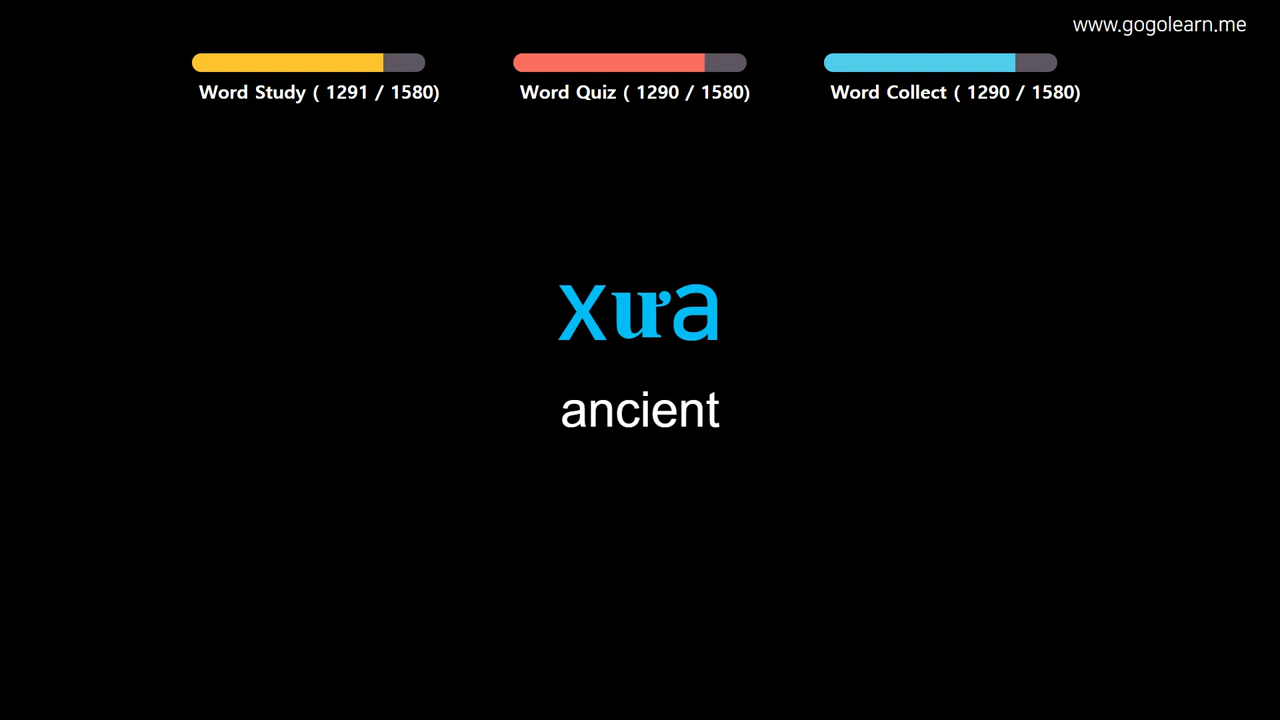 www.gogolearn.me
Word Study ( 1291 / 1580)
Word Quiz ( 1290 / 1580)
Word Collect ( 1290 / 1580)
xưa
ancient